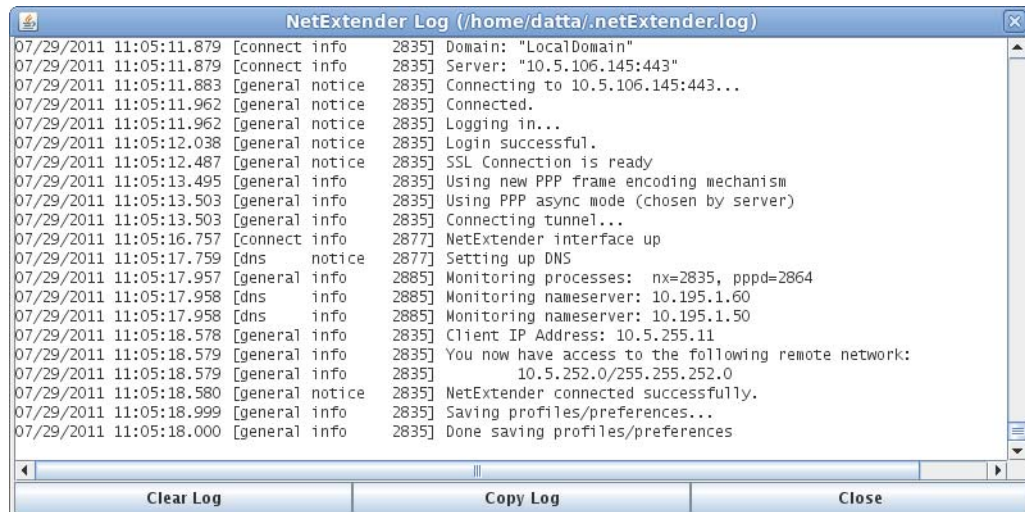 NetExtender Log (/home/datta/.netExtender.log)
07/29/2011 11:05:11.879 [connect info     2835] Domain: "LocalDomain"
07/29/2011 11:05:11.879 [connect info     2835] Server: "10.5.106.145:443"
07/29/2011 11:05:11.883 [general notice   2835] Connecting to 10.5.106.145:443...
07/29/2011 11:05:11.962 [general notice   2835] Connected.
07/29/2011 11:05:11.962 [general notice   2835] Logging in...
07/29/2011 11:05:12.038 [general notice   2835] Login successful.
07/29/2011 11:05:12.487 [general notice   2835] SSL Connection is ready
07/29/2011 11:05:13.495 [general info     2835] Using new PPP frame encoding mechanism
07/29/2011 11:05:13.503 [general info     2835] Using PPP async mode (chosen by server)
07/29/2011 11:05:13.503 [general info     2835] Connecting tunnel...
07/29/2011 11:05:16.757 [connect info     2877] NetExtender interface up
07/29/2011 11:05:17.759 [dns     notice   2877] Setting up DNS
07/29/2011 11:05:17.957 [general info     2885] Monitoring processes:  nx=2835, pppd=2864
07/29/2011 11:05:17.958 [dns     info     2885] Monitoring nameserver: 10.195.1.60
07/29/2011 11:05:17.958 [dns     info     2885] Monitoring nameserver: 10.195.1.50
07/29/2011 11:05:18.578 [general info     2835] Client IP Address: 10.5.255.11
07/29/2011 11:05:18.579 [general info     2835] You now have access to the following remote network:
07/29/2011 11:05:18.579 [general info     2835]         10.5.252.0/255.255.252.0
07/29/2011 11:05:18.580 [general notice   2835] NetExtender connected successfully.
07/29/2011 11:05:18.999 [general info     2835] Saving profiles/preferences...
07/29/2011 11:05:18.000 [general info     2835] Done saving profiles/preferences
Clear Log Copy Log Close